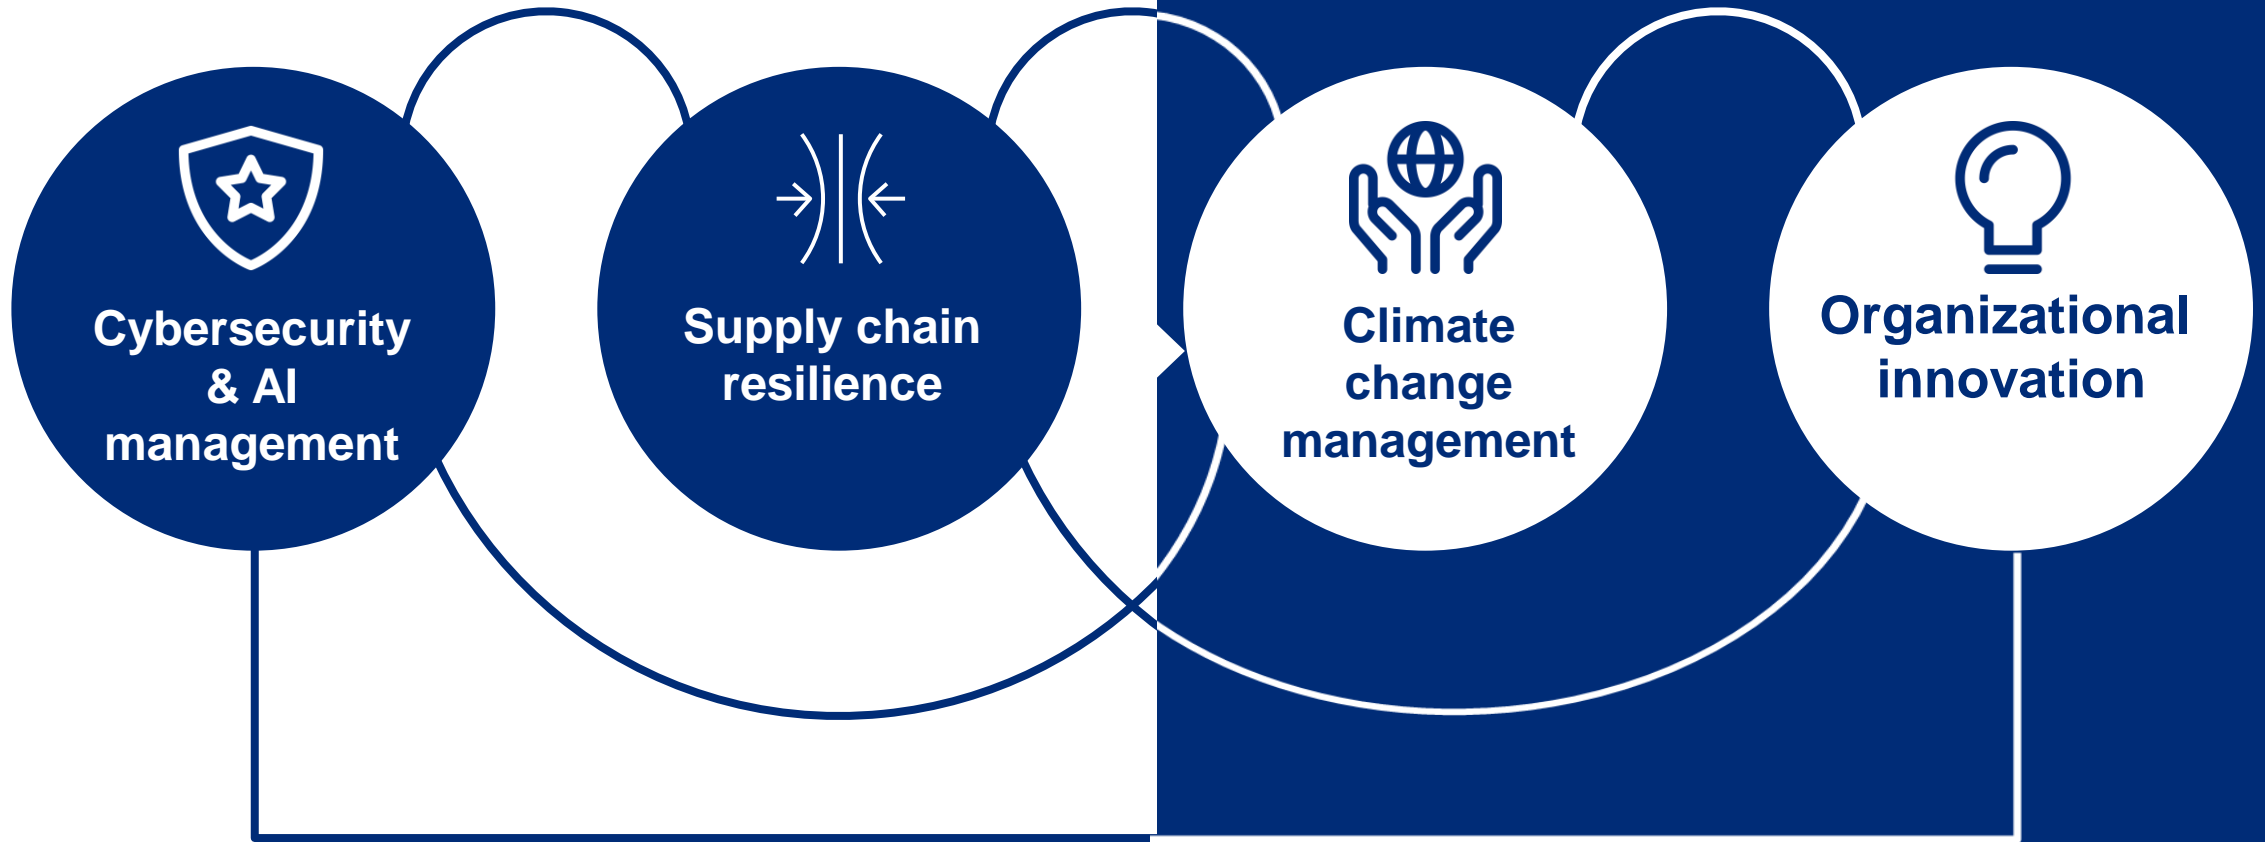 Cybersecurity
& AI
management
Supply chain
resilience
Climate
change
management
Organizational
innovation